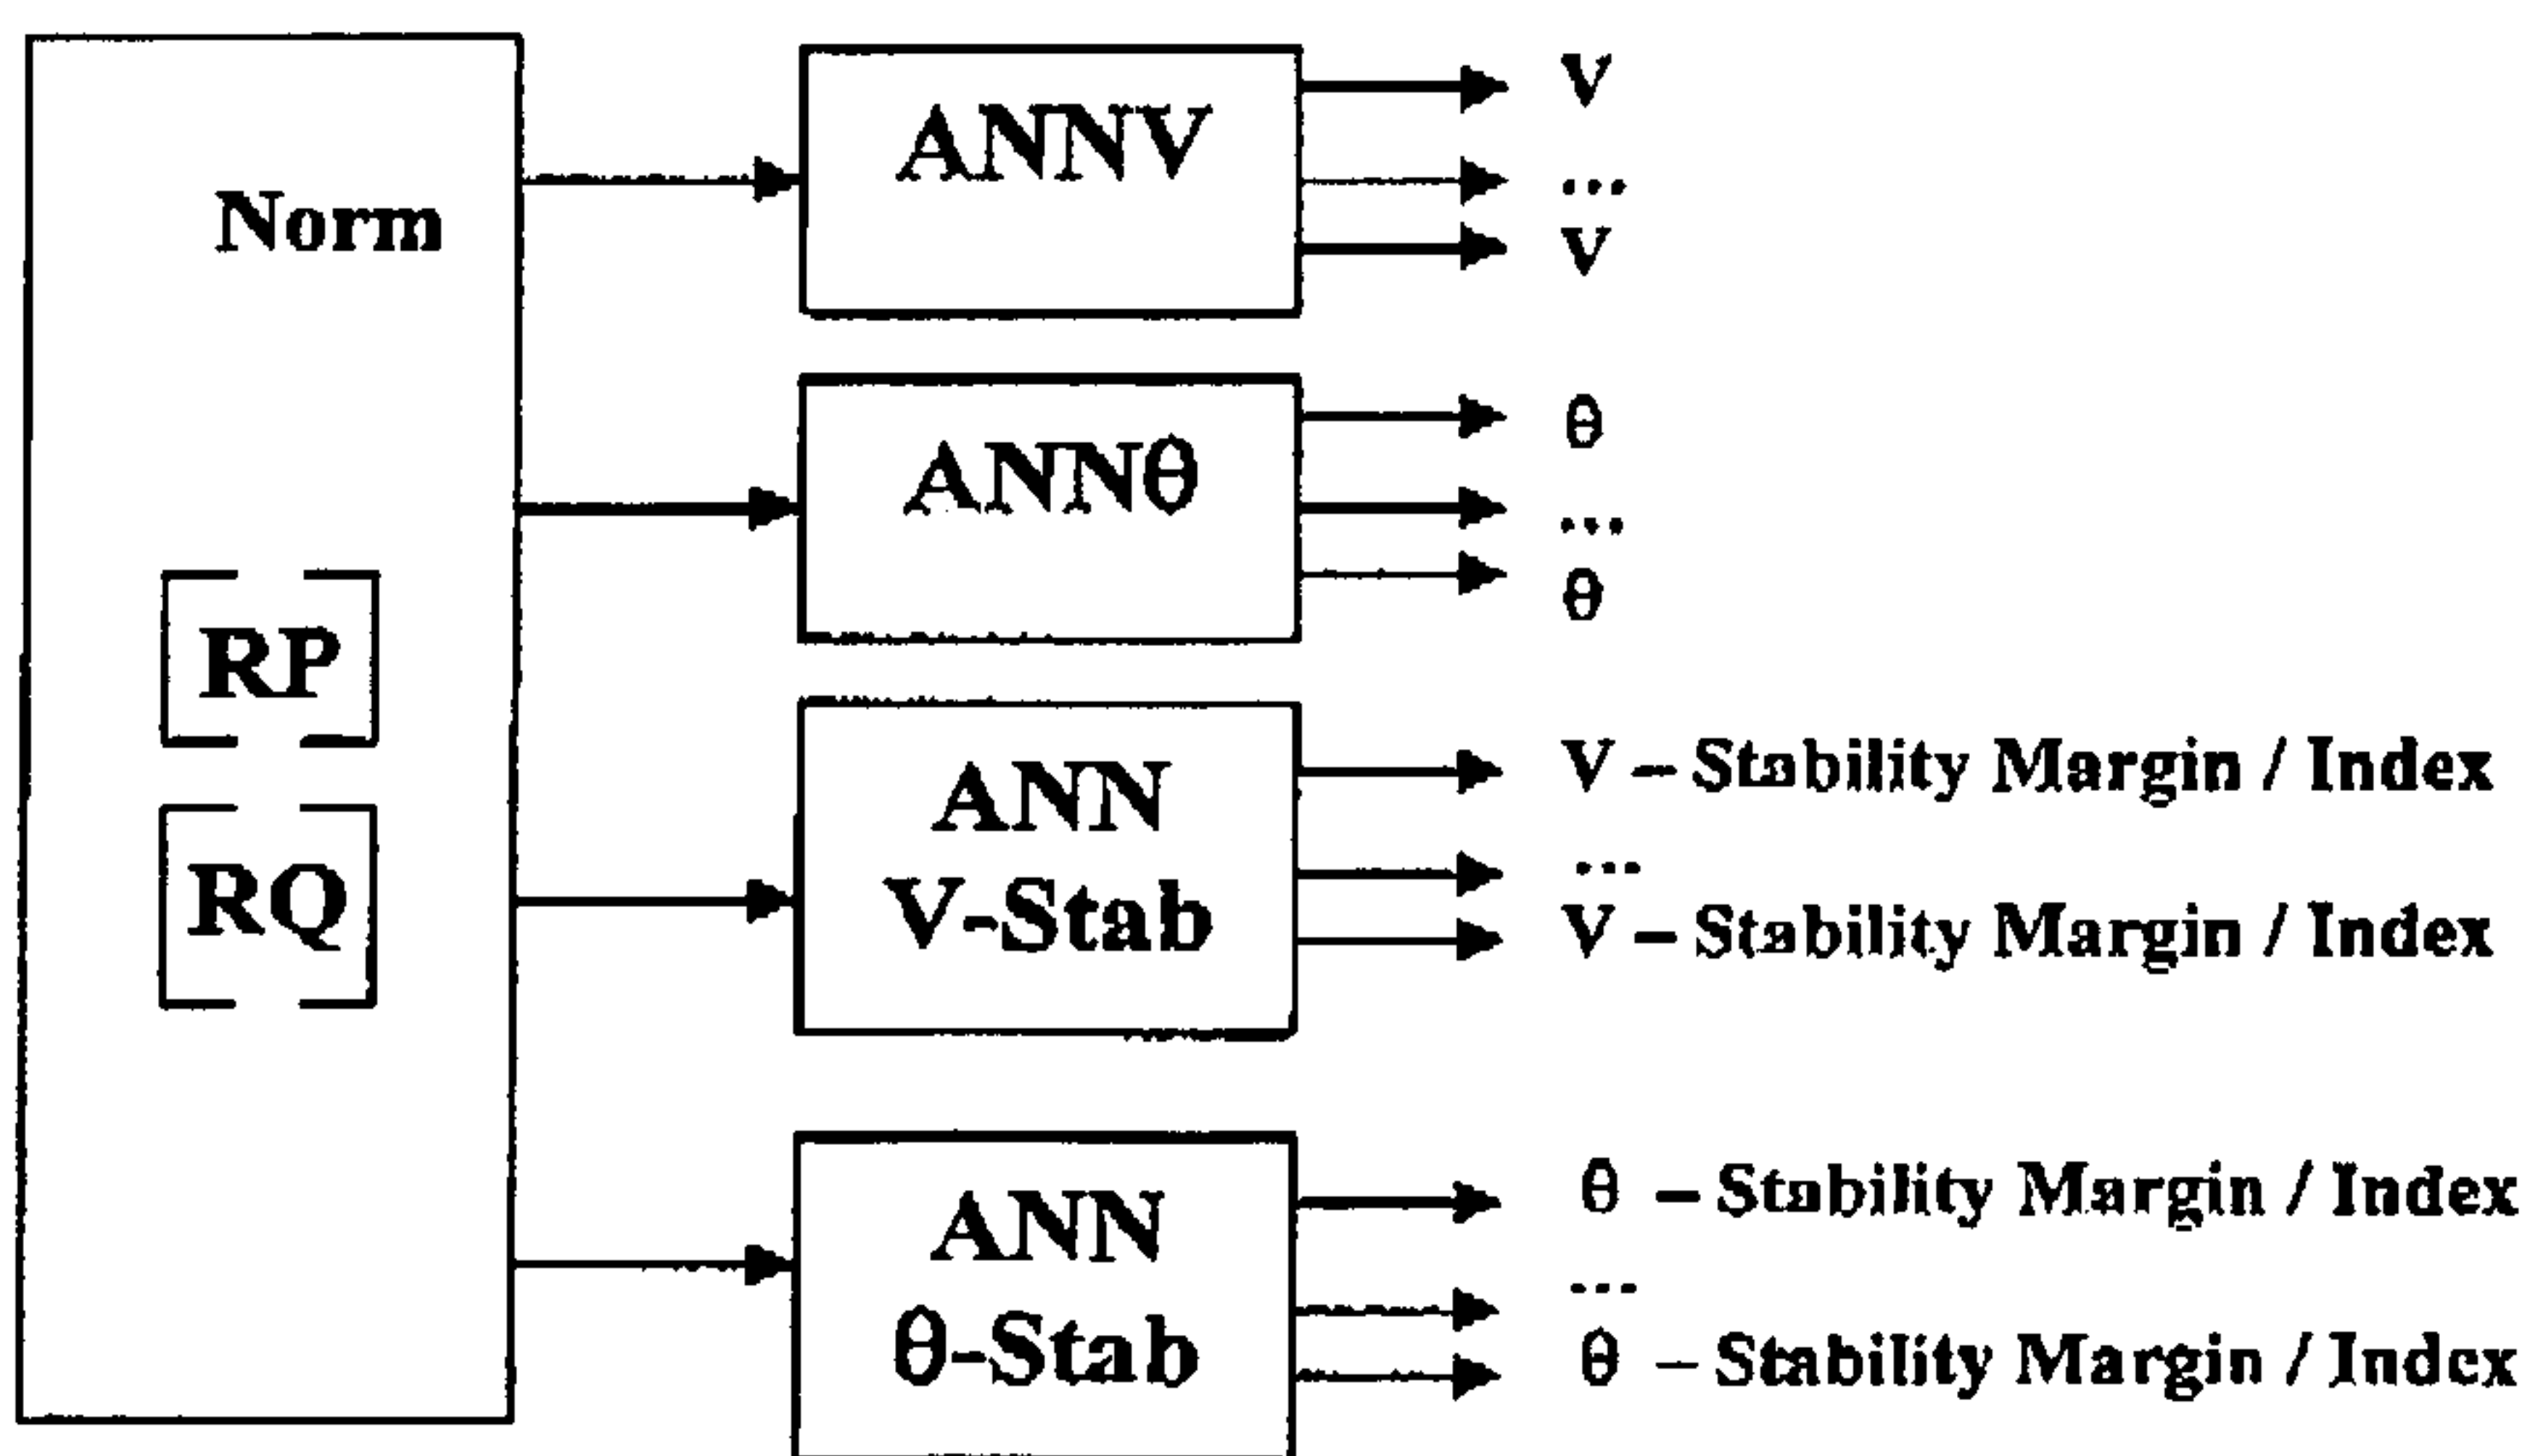 Norm
RP
RQ
ANNV
V
...
V
ANNθ
θ
...
θ
ANN
V-Stab
V – Stability Margin / Index
...
V – Stability Margin / Index
ANN
θ-Stab
θ – Stability Margin / Index
...
θ – Stability Margin / Index